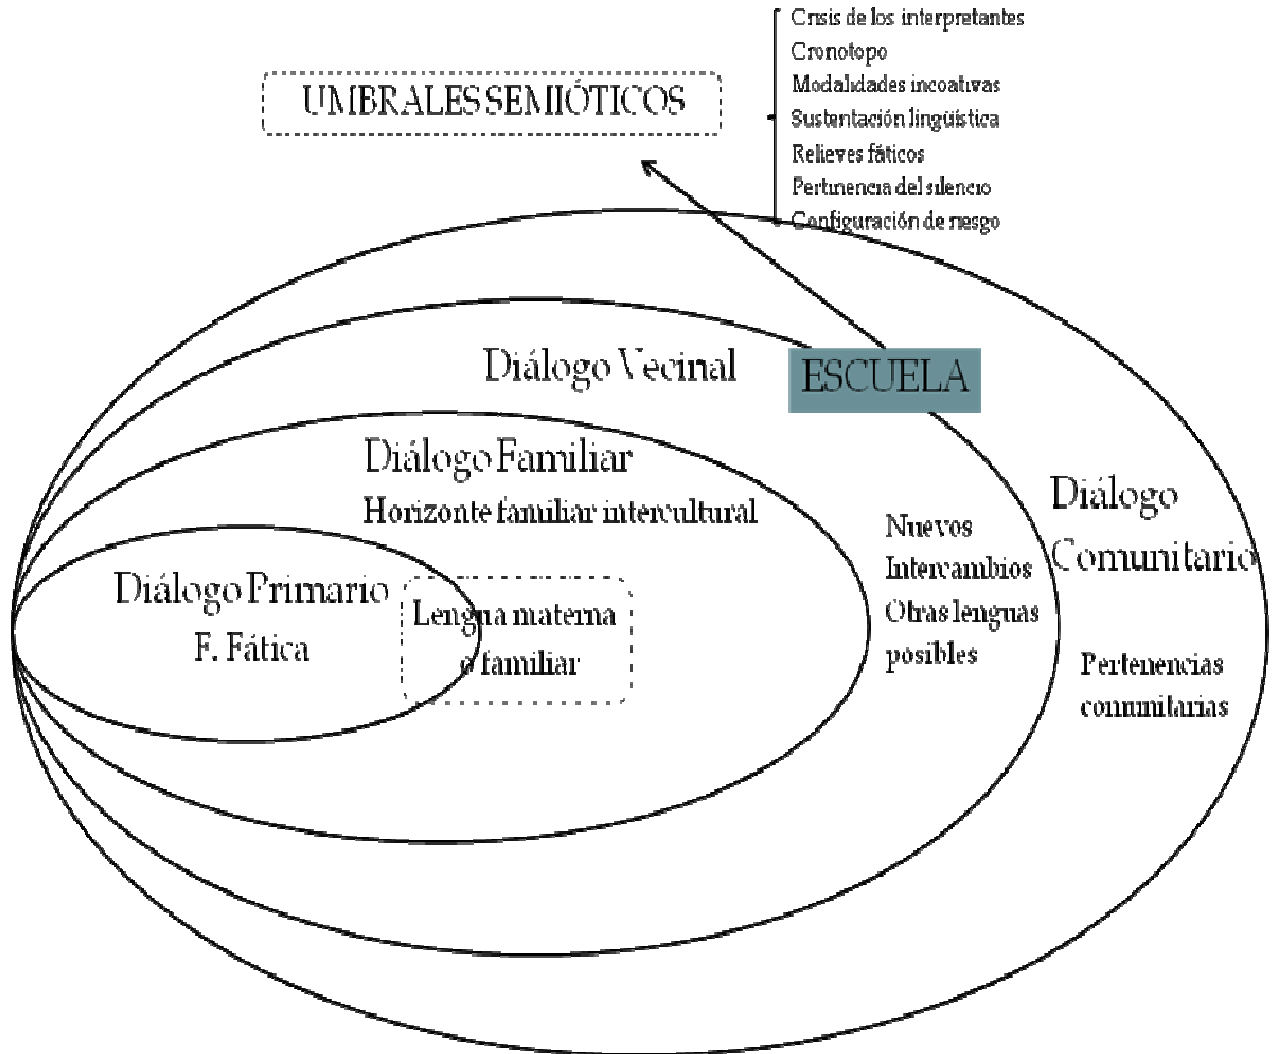 Crisis de los interpretantes
Cronotopo
Modalidades incoativas
Sustentación lingüística
Relieves fáticos
Pertinencia del silencio
Configuración de riesgo
UMBRALES SEMIÓTICOS
Diálogo Vecinal
ESCUELA
Diálogo Familiar
Horizonte familiar intercultural
Diálogo Primario
F. Fática
Lengua materna
o familiar
Nuevos
Intercambios
Otras lenguas
posibles
Diálogo
Comunitario
Pertenencias
comunitarias